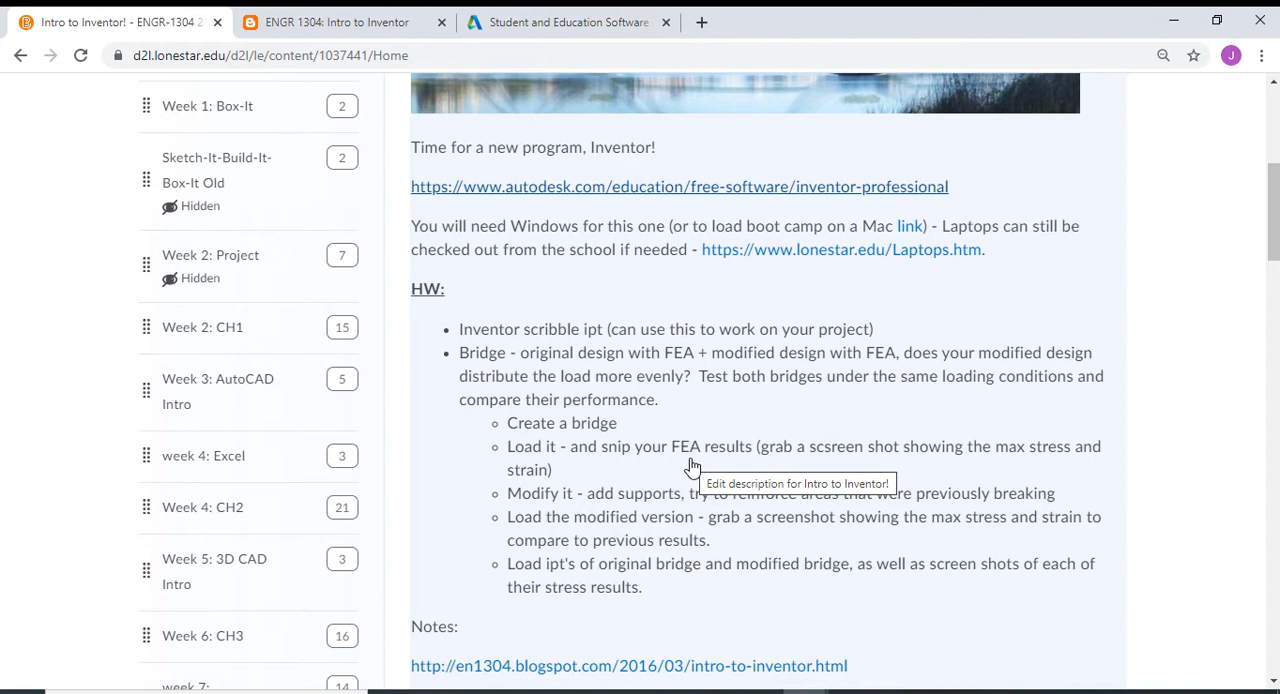 Intro to Inventor! - ENGR-1304 2
ENGR 1304: Intro to Inventor
Student and Education Software
d2l.lonestar.edu/d2l/le/content/1037441/Home
J
Week 1: Box-It
2
Sketch-It-Build-It-
Box-It Old
2
Hidden
Week 2: Project
7
Hidden
Week 2: CH1
15
Week 3: AutoCAD
Intro
5
week 4: Excel
3
Week 4: CH2
21
Week 5: 3D CAD
Intro
3
Week 6: CH3
16
week 7:
14
Time for a new program, Inventor!
https://www.autodesk.com/education/free-software/inventor-professional
You will need Windows for this one (or to load boot camp on a Mac link) - Laptops can still be
checked out from the school if needed - https://www.lonestar.edu/Laptops.htm.
HW:
• Inventor scribble ipt (can use this to work on your project)
• Bridge - original design with FEA + modified design with FEA, does your modified design
distribute the load more evenly? Test both bridges under the same loading conditions and
compare their performance.
◦ Create a bridge
◦ Load it - and snip your FEA results (grab a scsreen shot showing the max stress and
strain)
Edit description for Intro to Inventor!
◦ Modify it - add supports, try to reinforce areas that were previously breaking
◦ Load the modified version - grab a screenshot showing the max stress and strain to
compare to previous results.
◦ Load ipt's of original bridge and modified bridge, as well as screen shots of each of
their stress results.
Notes:
http://en1304.blogspot.com/2016/03/intro-to-inventor.html